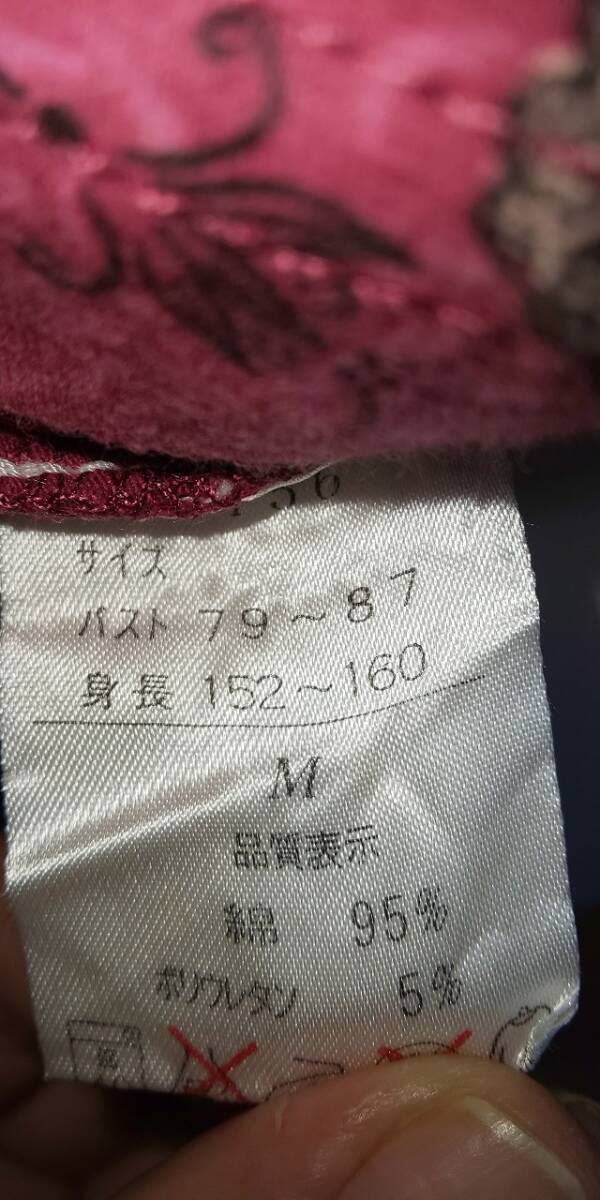 56
サイズ
バスト 79～87
身長 152～160
M
品質表示
綿 95%
ポリウレタン 5%